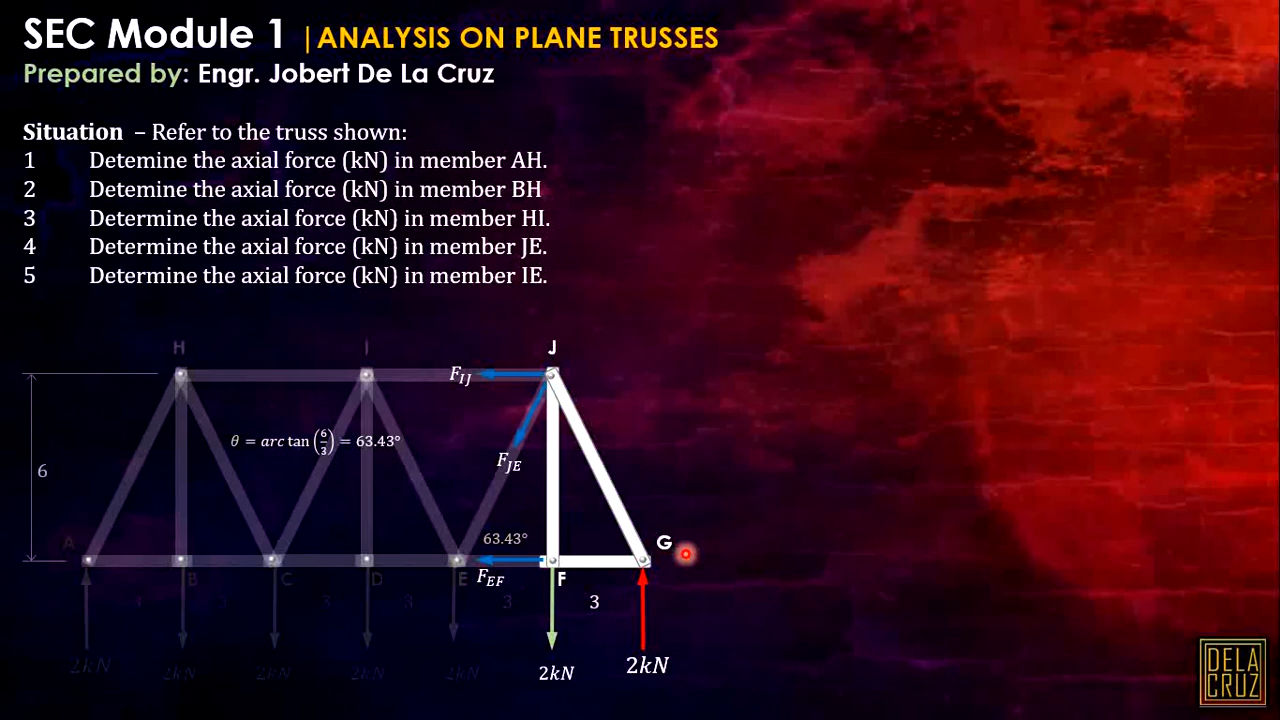 SEC Module 1 | ANALYSIS ON PLANE TRUSSES
Prepared by: Engr. Jobert De La Cruz
Situation – Refer to the truss shown:
1 Detemine the axial force (kN) in member AH.
2 Detemine the axial force (kN) in member BH
3 Determine the axial force (kN) in member HI.
4 Determine the axial force (kN) in member JE.
5 Determine the axial force (kN) in member IE.
H I J
F_IJ
θ = arc tan (6/3) = 63.43°
6
F_JE
63.43°
A G
B C D E F_EF F
3 3 3 3 3
2kN 2kN 2kN 2kN 2kN 2kN 2kN
DELA
CRUZ